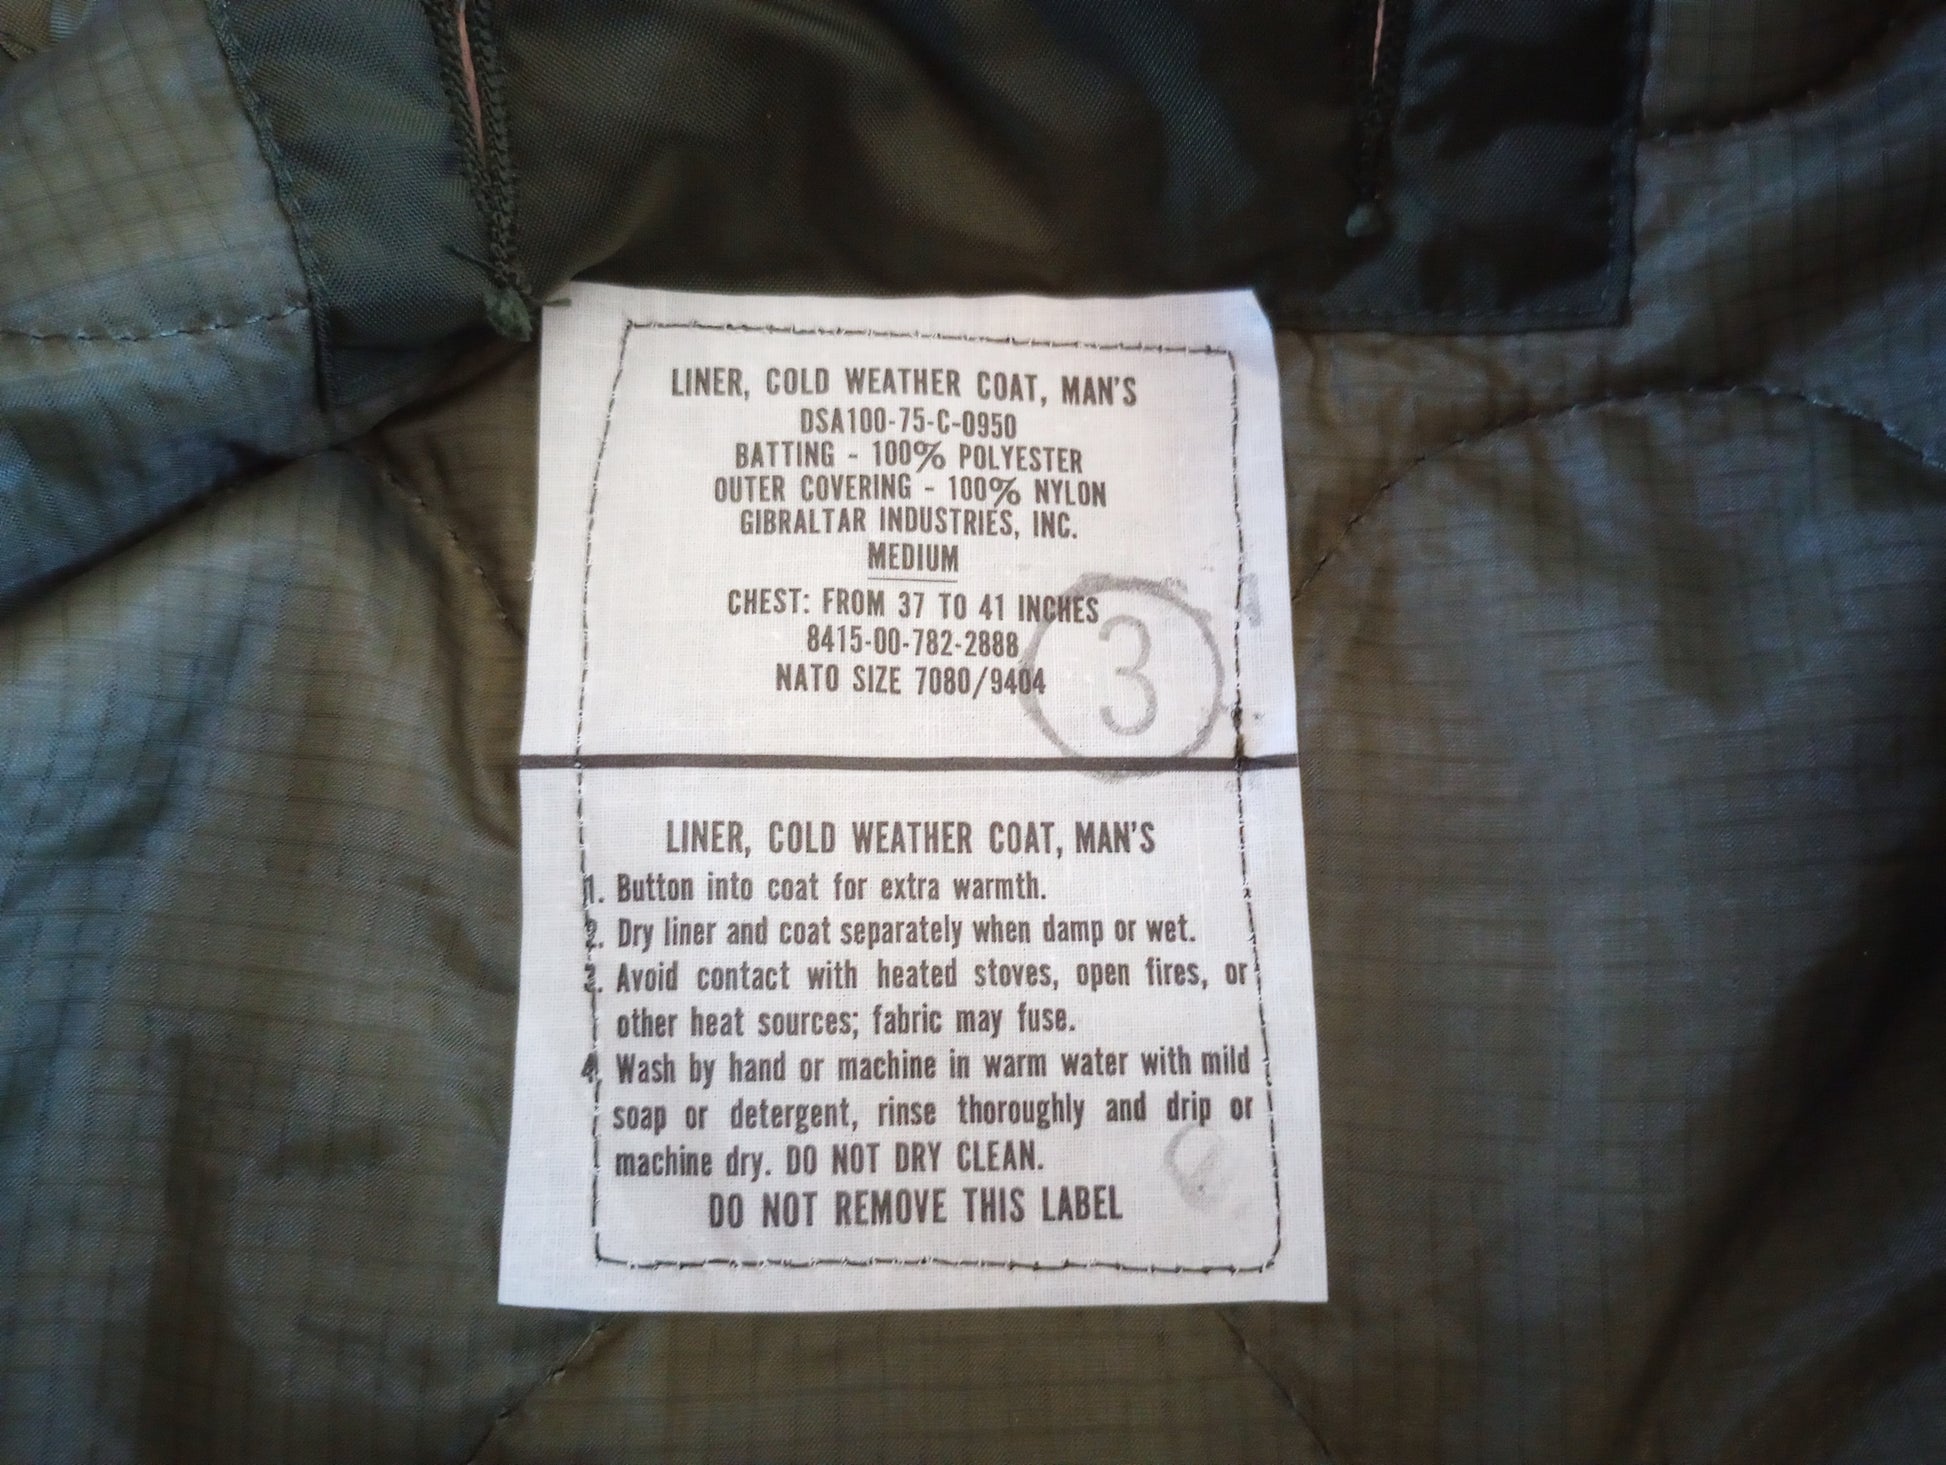 LINER, COLD WEATHER COAT, MAN'S
DSA100-75-C-0950
BATTING - 100% POLYESTER
OUTER COVERING - 100% NYLON
GIBRALTAR INDUSTRIES, INC.
MEDIUM
CHEST: FROM 37 TO 41 INCHES
8415-00-782-2888
NATO SIZE 7080/9404
3
LINER, COLD WEATHER COAT, MAN'S
1. Button into coat for extra warmth.
2. Dry liner and coat separately when damp or wet.
3. Avoid contact with heated stoves, open fires, or
other heat sources; fabric may fuse.
4. Wash by hand or machine in warm water with mild
soap or detergent, rinse thoroughly and drip or
machine dry. DO NOT DRY CLEAN.
DO NOT REMOVE THIS LABEL